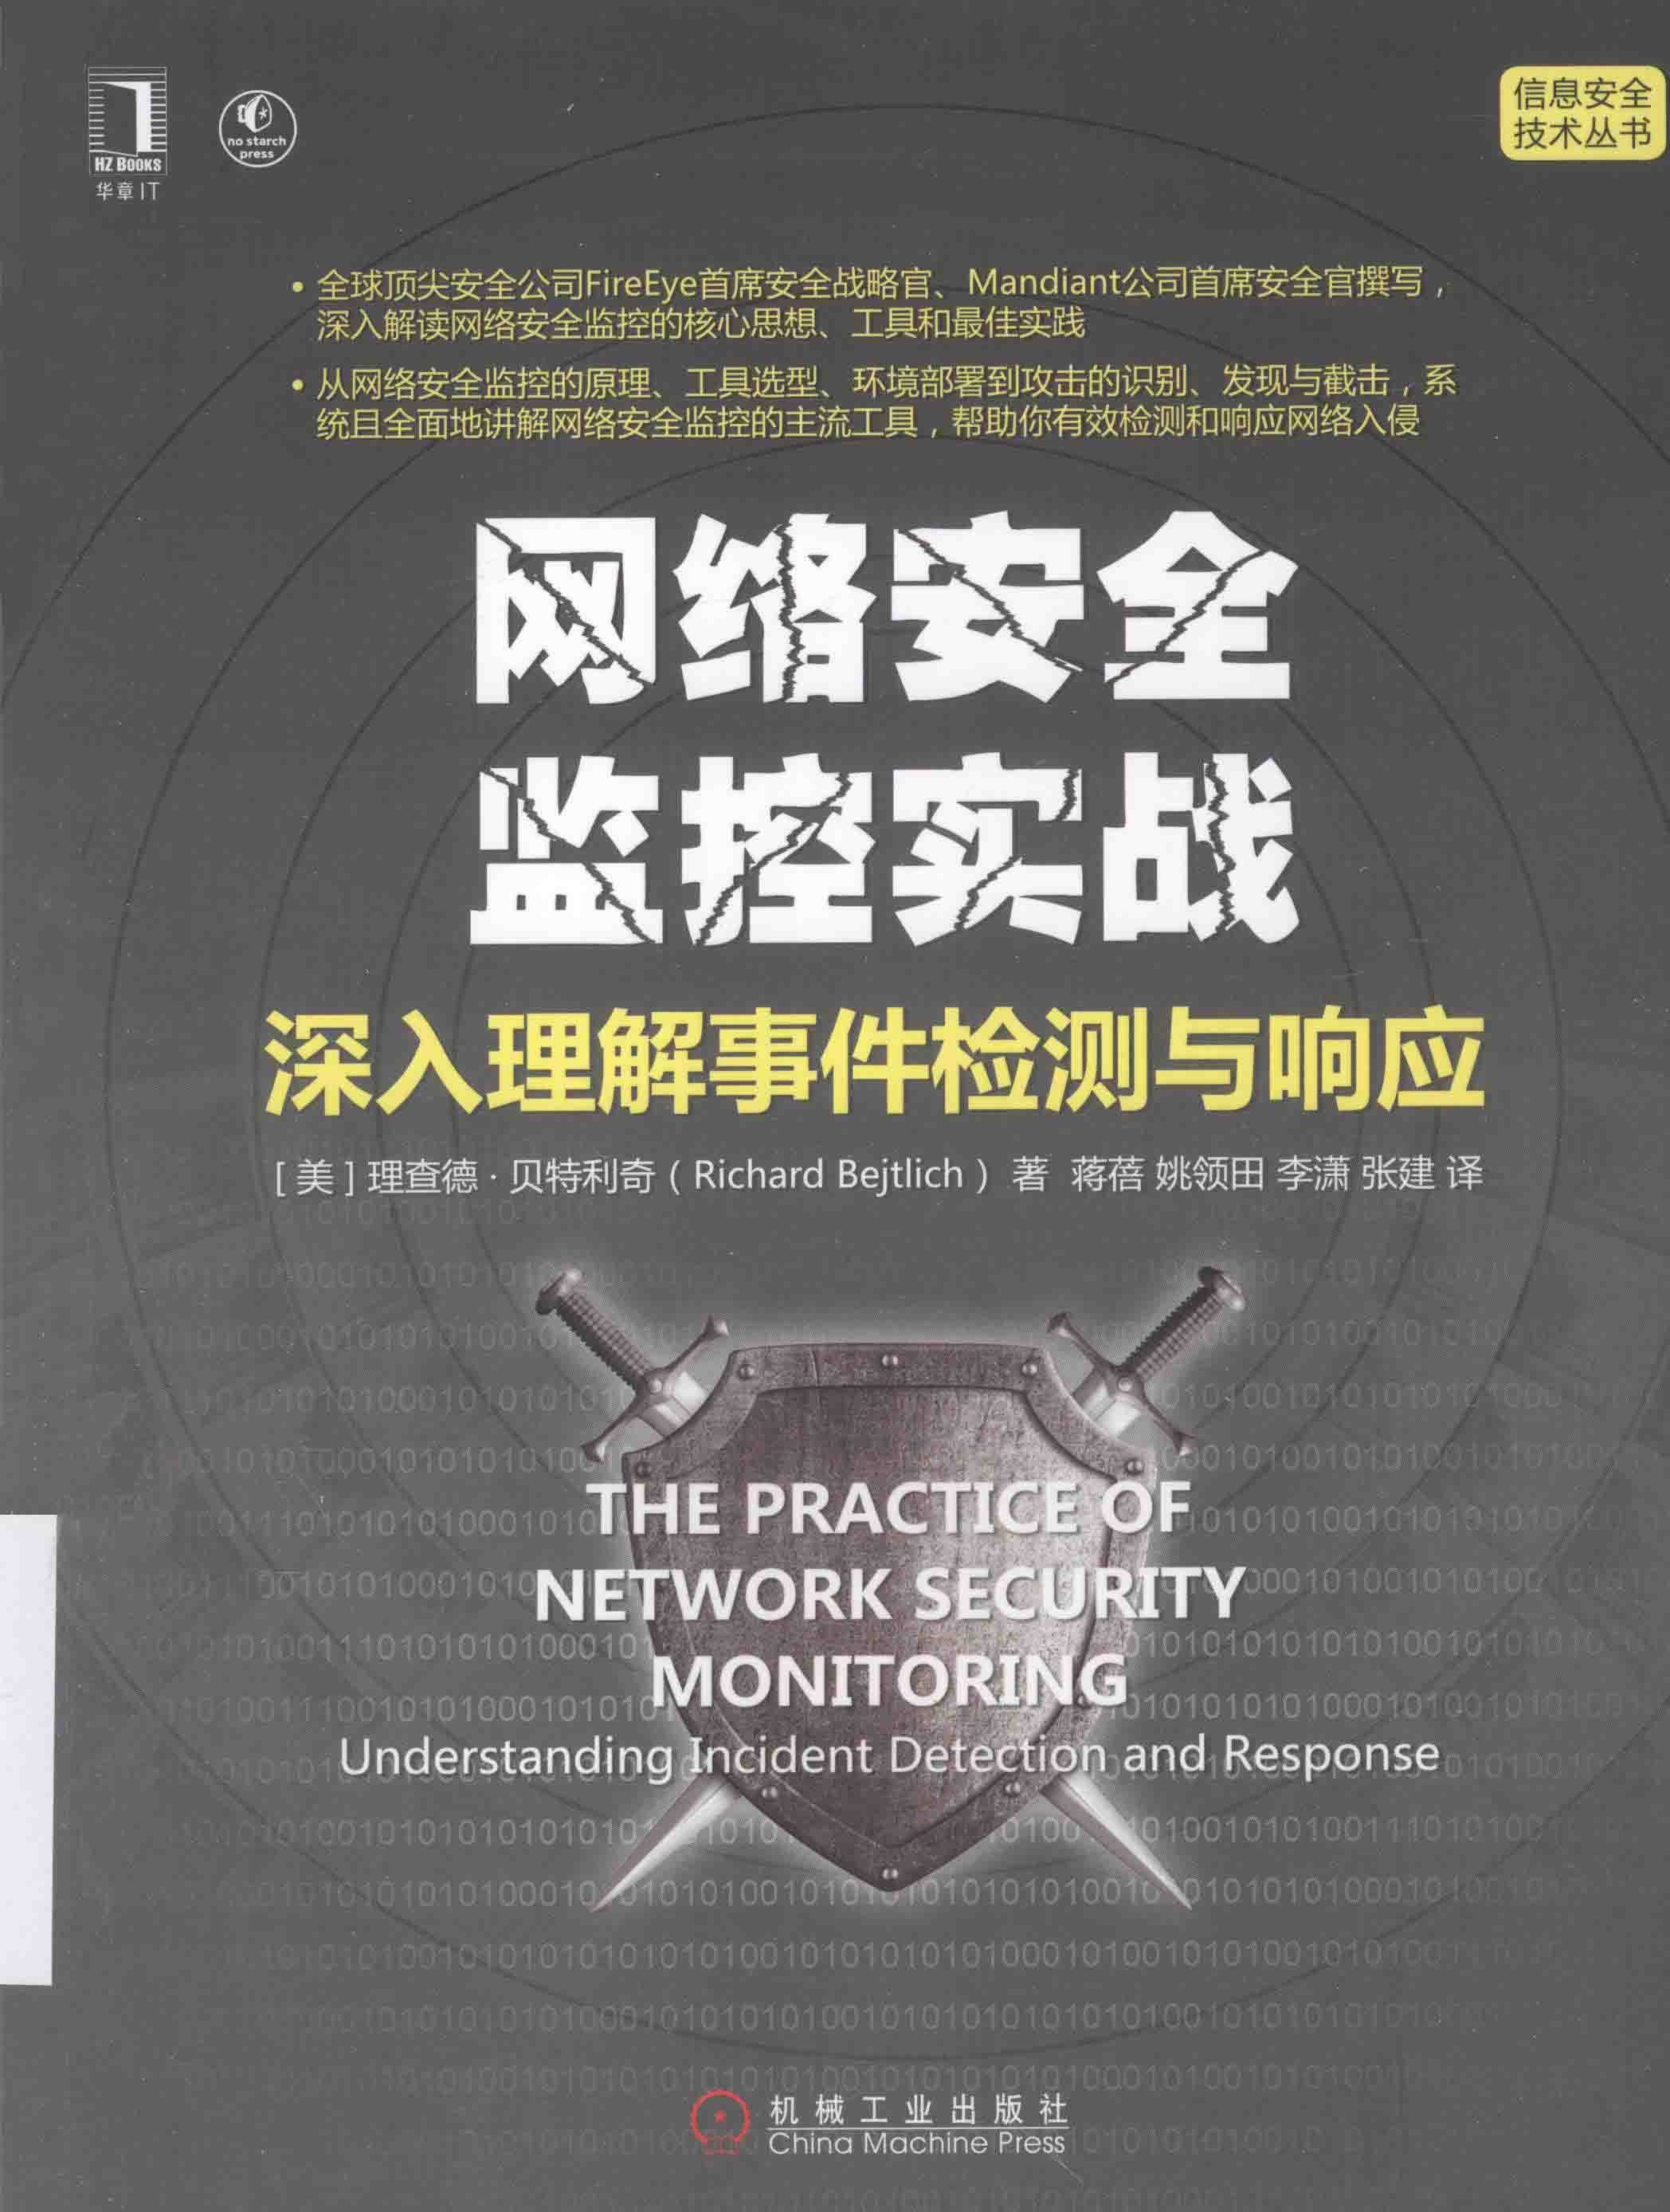 HZ BOOKS
华章IT
no starch
press
信息安全
技术丛书
• 全球顶尖安全公司FireEye首席安全战略官、Mandiant公司首席安全官撰写，
深入解读网络安全监控的核心思想、工具和最佳实践
• 从网络安全监控的原理、工具选型、环境部署到攻击的识别、发现与截击，系
统且全面地讲解网络安全监控的主流工具，帮助你有效检测和响应网络入侵
网络安全
监控实战
深入理解事件检测与响应
[美]理查德·贝特利奇（Richard Bejtlich） 著 蒋蓓 姚领田 李潇 张建 译
THE PRACTICE OF
NETWORK SECURITY
MONITORING
Understanding Incident Detection and Response
机械工业出版社
China Machine Press